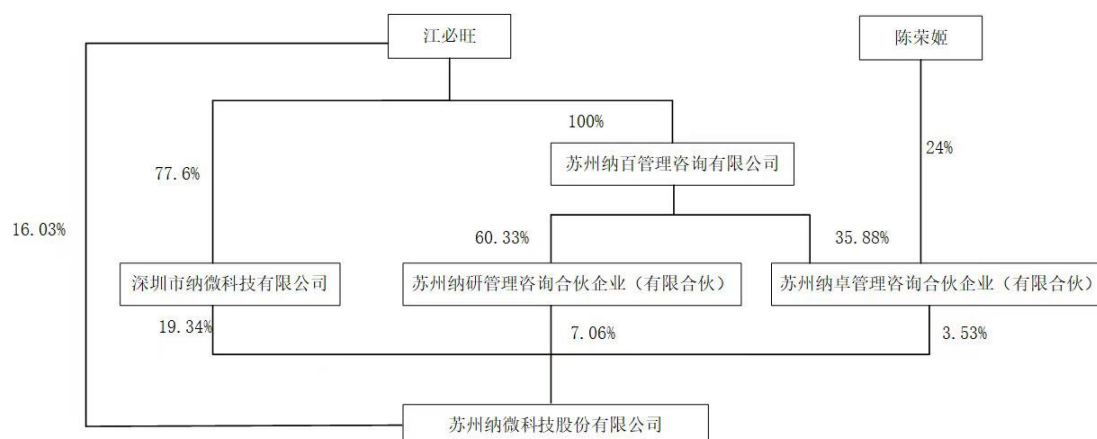 江必旺
陈荣姬
100%
24%
苏州纳百管理咨询有限公司
77.6%
16.03%
60.33%
35.88%
深圳市纳微科技有限公司
苏州纳研管理咨询合伙企业（有限合伙）
苏州纳卓管理咨询合伙企业（有限合伙）
19.34%
7.06%
3.53%
苏州纳微科技股份有限公司